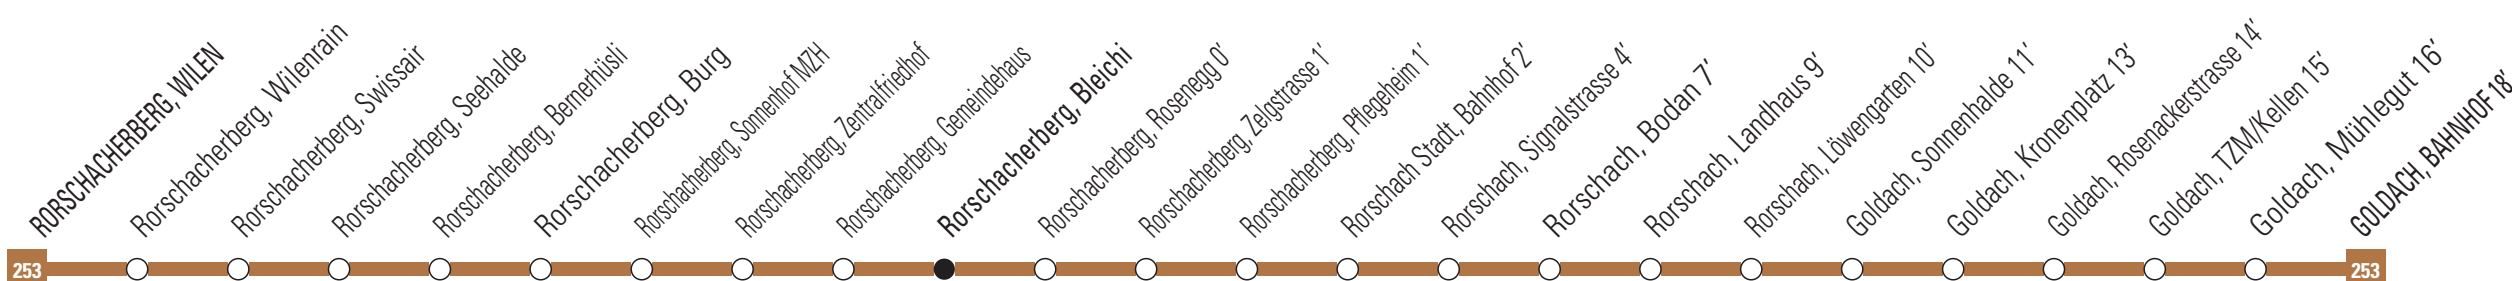 RORSCHACHERBERG, WILEN
Rorschacherberg, Wilenrain
Rorschacherberg, Swissair
Rorschacherberg, Seehalde
Rorschacherberg, Bernerhüsli
Rorschacherberg, Burg
Rorschacherberg, Sonnenhof MZH
Rorschacherberg, Zentralfriedhof
Rorschacherberg, Gemeindehaus
Rorschacherberg, Bleichi
Rorschacherberg, Rosenegg 0'
Rorschacherberg, Zelgstrasse 1'
Rorschacherberg, Pflegeheim 1'
Rorschach Stadt, Bahnhof 2'
Rorschach, Signalstrasse 4'
Rorschach, Bodan 7'
Rorschach, Landhaus 9'
Rorschach, Löwengarten 10'
Goldach, Sonnenhalde 11'
Goldach, Kronenplatz 13'
Goldach, Rosenackerstrasse 14'
Goldach, TZM/Kellen 15'
Goldach, Mühlegut 16'
GOLDACH, BAHNHOF 18'
253
253